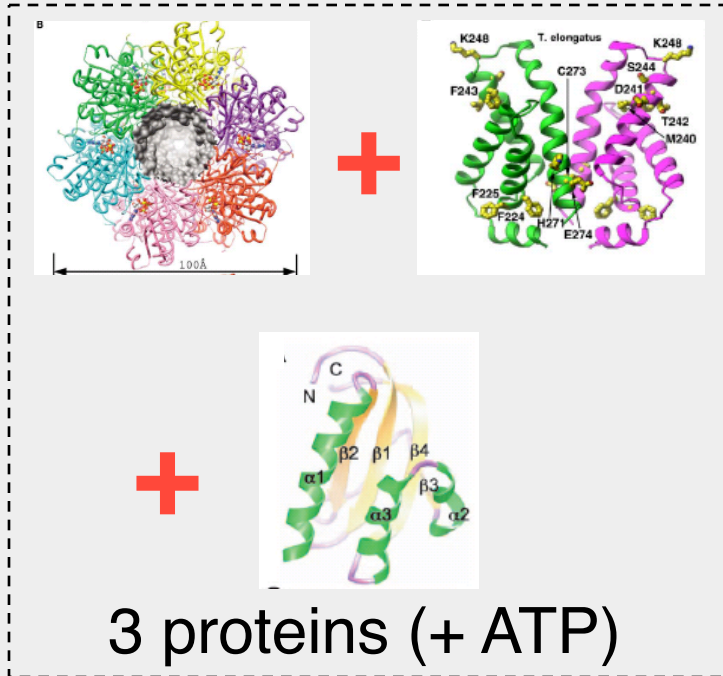 B
100Å
T. elongatus
K248
K248
C273
S244
F243
D241
T242
M240
F225
F224
H271
E274
C
N
β2
β1
β4
α1
β3
α3
α2
3 proteins (+ ATP)